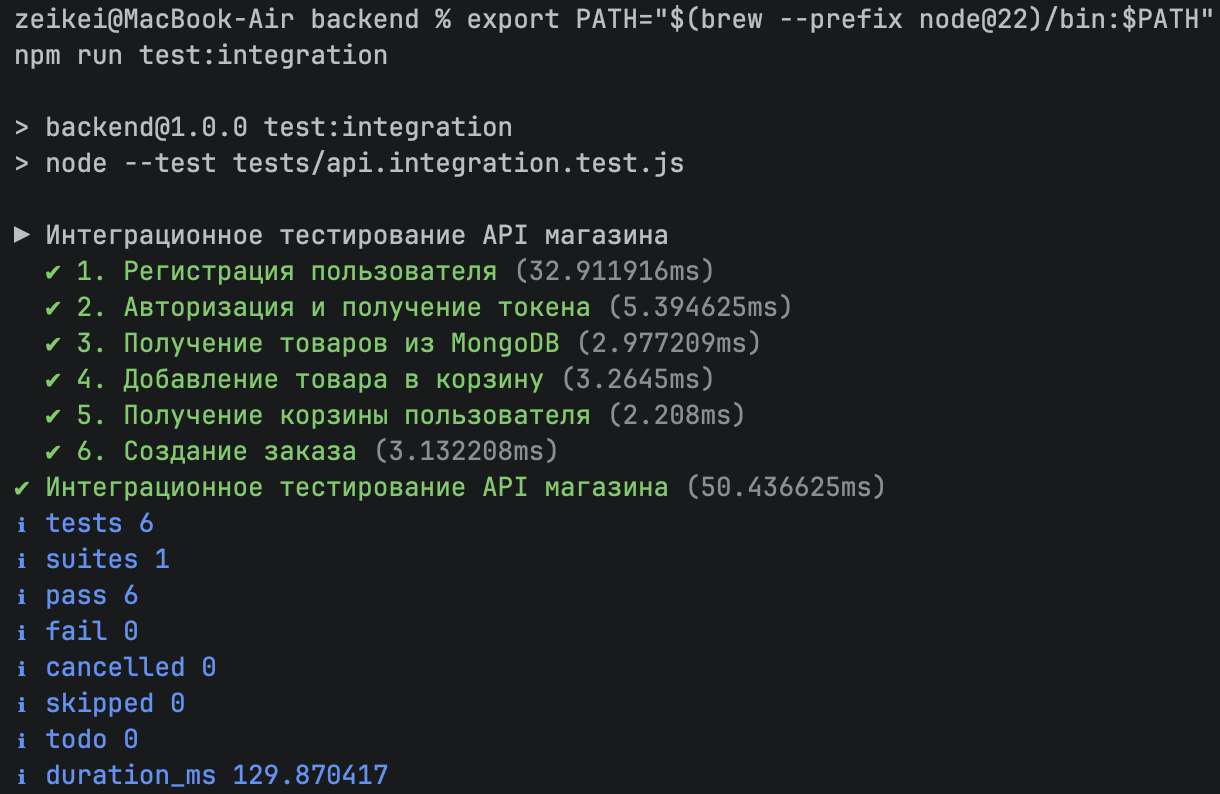 zeikei@MacBook-Air backend % export PATH="$(brew --prefix node@22)/bin:$PATH"
npm run test:integration
> backend@1.0.0 test:integration
> node --test tests/api.integration.test.js
▶ Интеграционное тестирование API магазина
✔ 1. Регистрация пользователя (32.911916ms)
✔ 2. Авторизация и получение токена (5.394625ms)
✔ 3. Получение товаров из MongoDB (2.977209ms)
✔ 4. Добавление товара в корзину (3.2645ms)
✔ 5. Получение корзины пользователя (2.208ms)
✔ 6. Создание заказа (3.132208ms)
✔ Интеграционное тестирование API магазина (50.436625ms)
ℹ tests 6
ℹ suites 1
ℹ pass 6
ℹ fail 0
ℹ cancelled 0
ℹ skipped 0
ℹ todo 0
ℹ duration_ms 129.870417